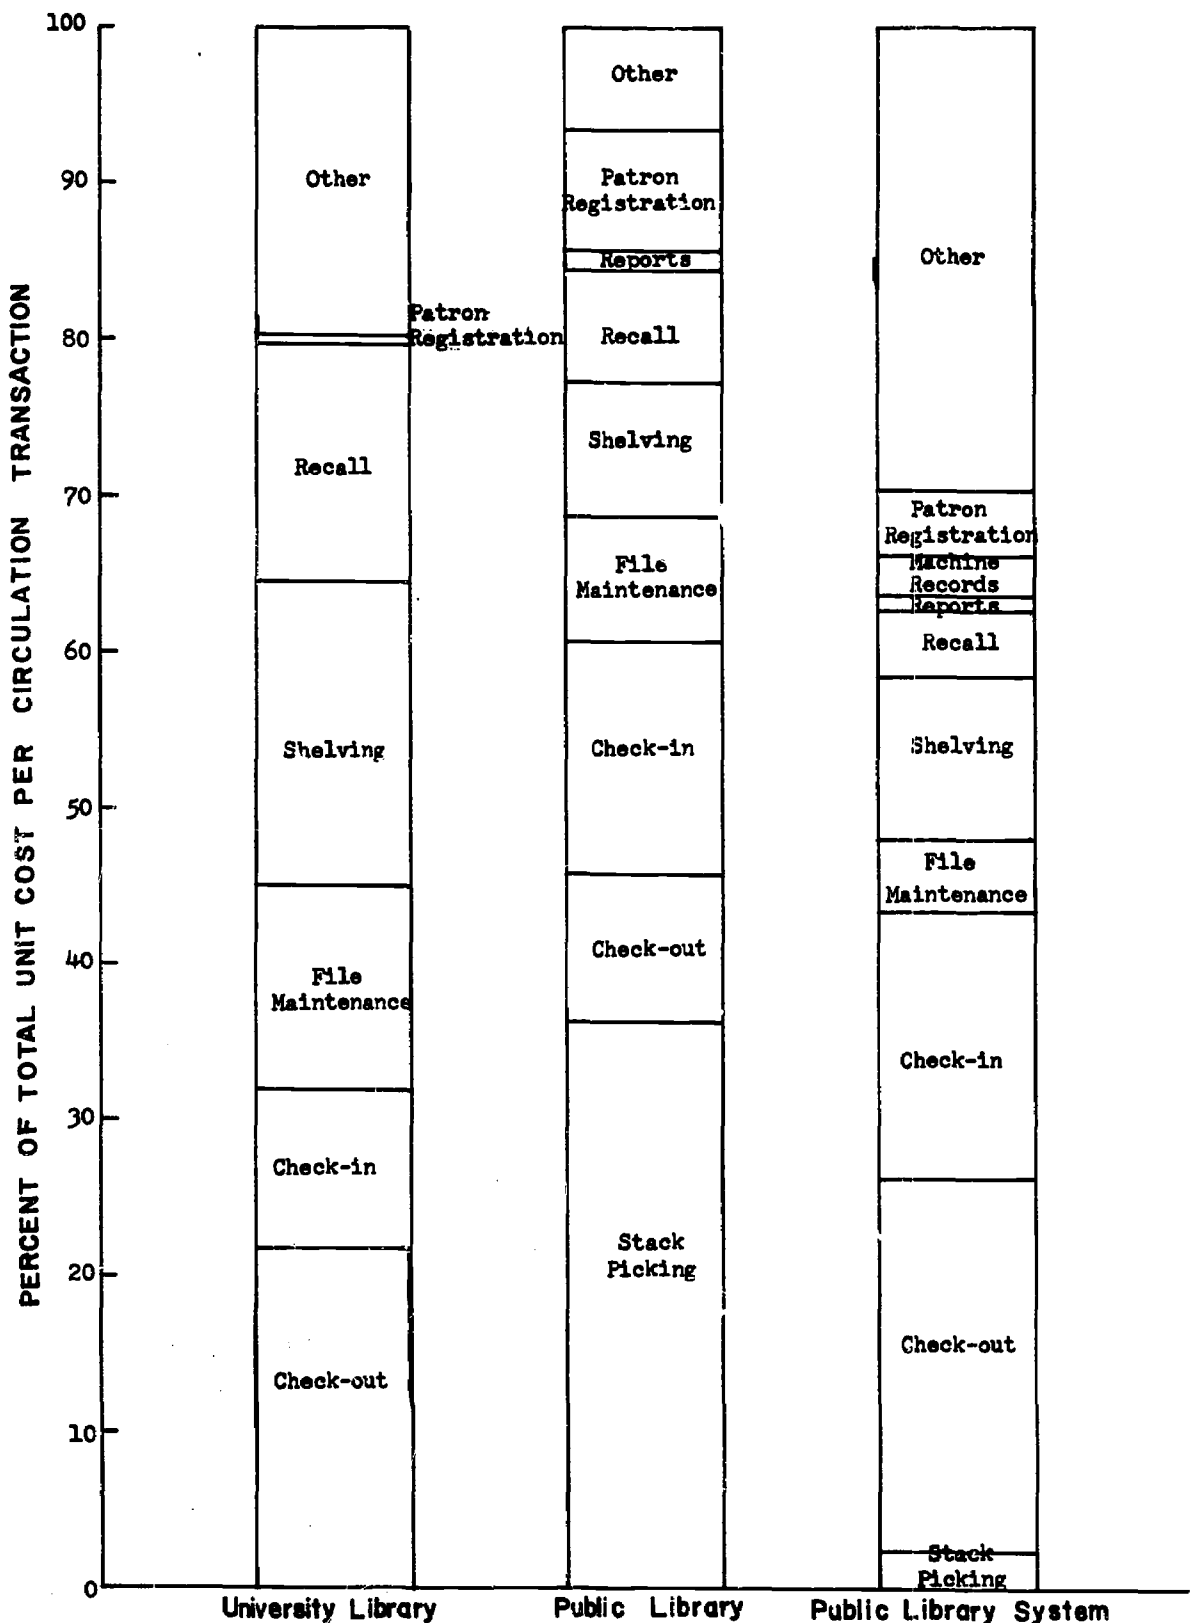 PERCENT OF TOTAL UNIT COST PER CIRCULATION TRANSACTION
100
90
80
70
60
50
40
30
20
10
0
Other
Patron
Registration
Recall
Shelving
File
Maintenance
Check-in
Check-out
University Library
Other
Patron
Registration
Reports
Recall
Shelving
File
Maintenance
Check-in
Check-out
Stack
Picking
Public Library
Other
Patron
Registration
Machine
Records
Reports
Recall
Shelving
File
Maintenance
Check-in
Check-out
Stack
Picking
Public Library System